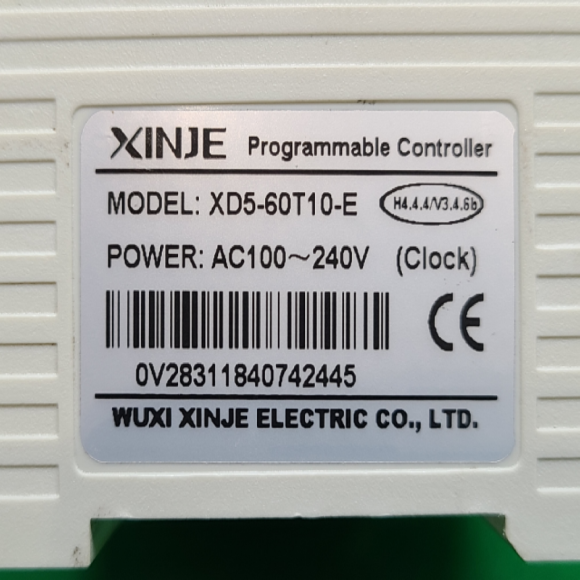 XINJE Programmable Controller
MODEL: XD5-60T10-E H4.4.4/V3.4.6b
POWER: AC100～240V (Clock)
CE
0V28311840742445
WUXI XINJE ELECTRIC CO., LTD.